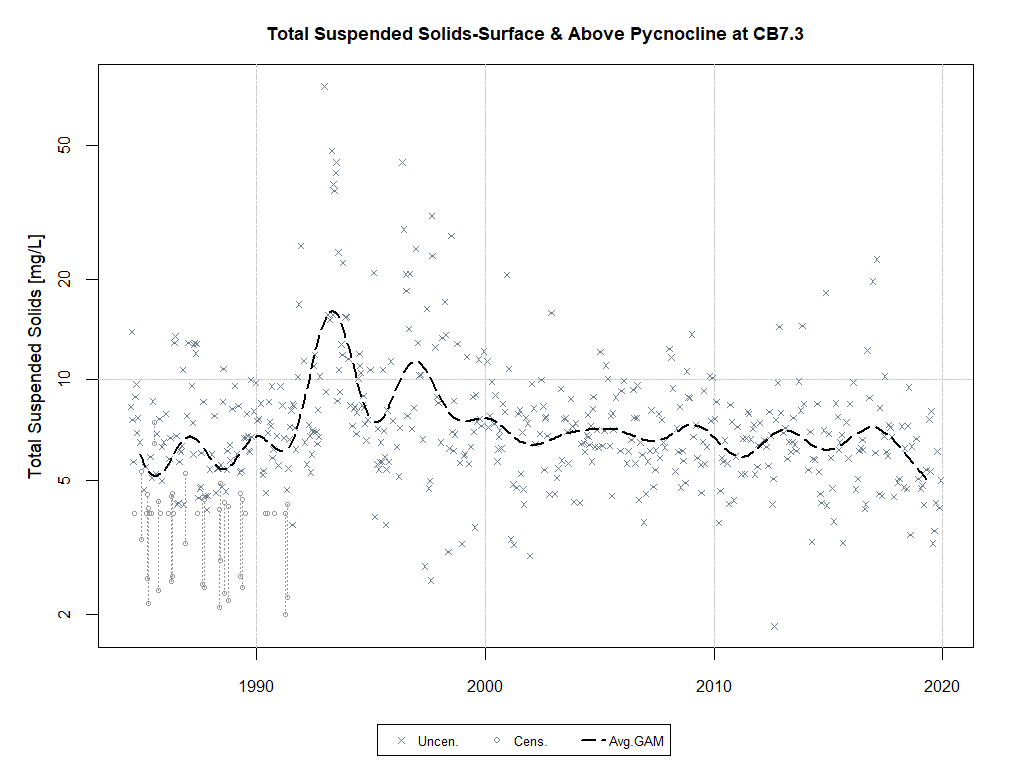 Total Suspended Solids-Surface & Above Pycnocline at CB7.3
Total Suspended Solids [mg/L]
50
20
10
5
2
1990
2000
2010
2020
Uncen.
Cens.
Avg.GAM